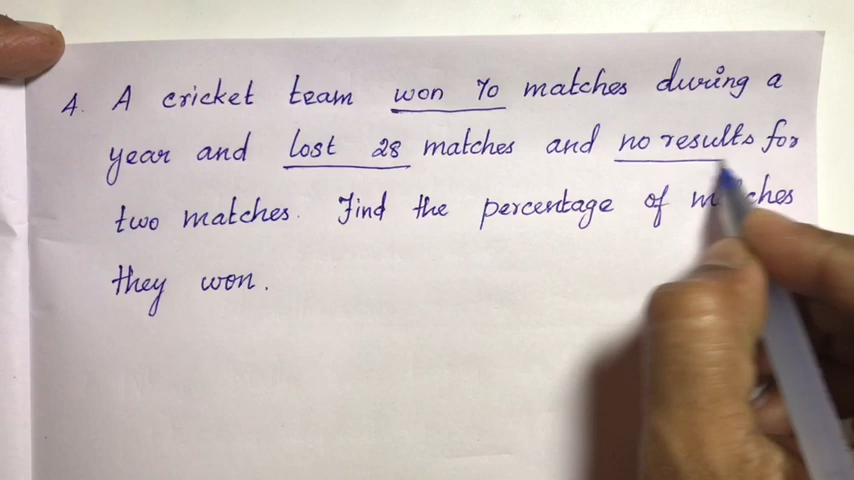 4. A cricket team won 70 matches during a
year and lost 28 matches and no results for
two matches. Find the percentage of
they won.